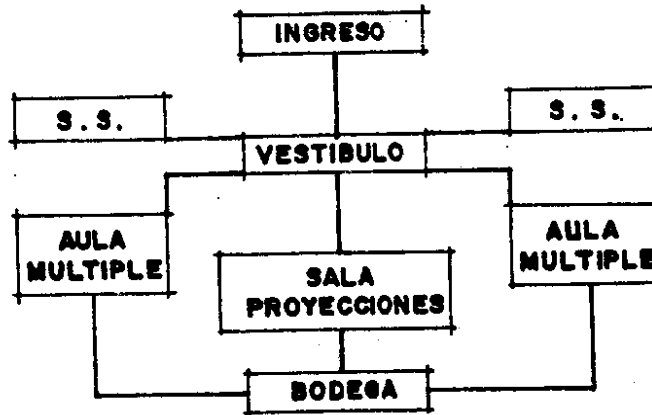 INGRESO
S.S.
S.S.
VESTIBULO
AULA
MULTIPLE
SALA
PROYECCIONES
AULA
MULTIPLE
BODEGA